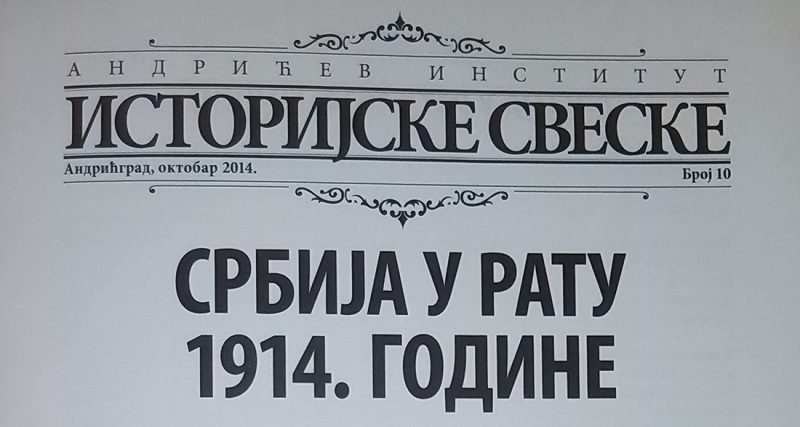 АНДРИЋЕВ ИНСТИТУТ
ИСТОРИЈСКЕ СВЕСКЕ
Андрићград, октобар 2014. Број 10
СРБИЈА У РАТУ
1914. ГОДИНЕ